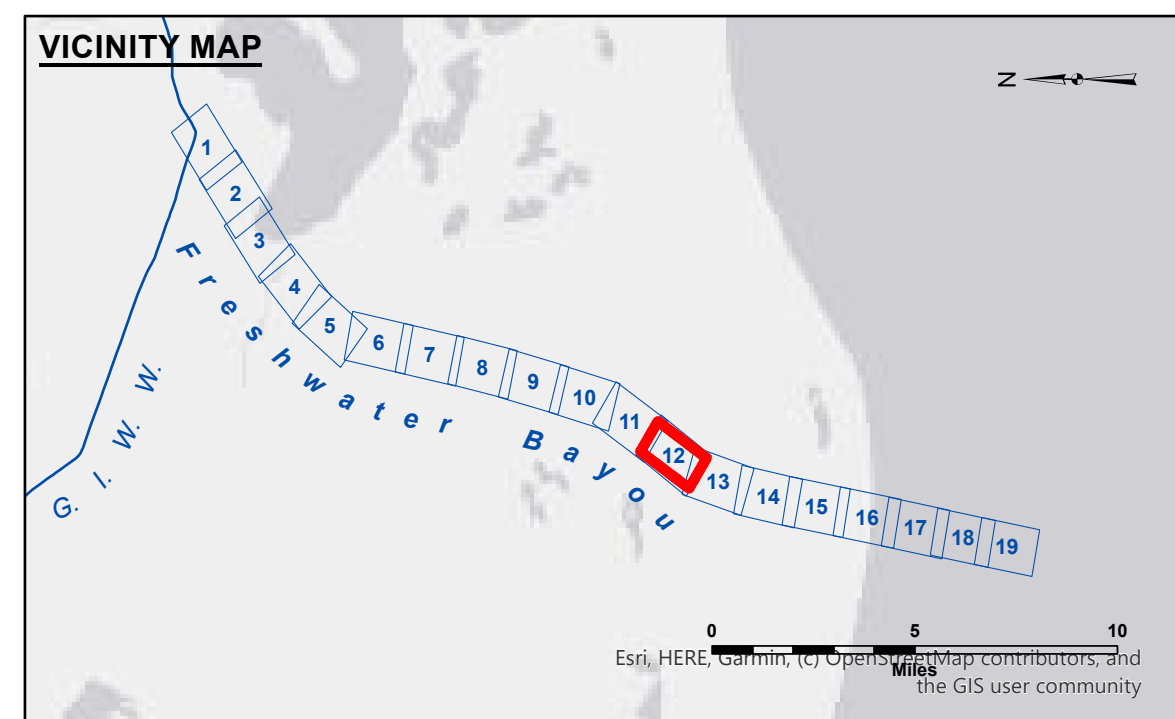 VICINITY MAP
N
1
2
3
4
5
6
7
8
9
10
11
12
13
14
15
16
17
18
19
Freshwater Bayou
G. I. W. W.
0 5 10
Miles
Esri, HERE, Garmin, (c) OpenStreetMap contributors, and
the GIS user community